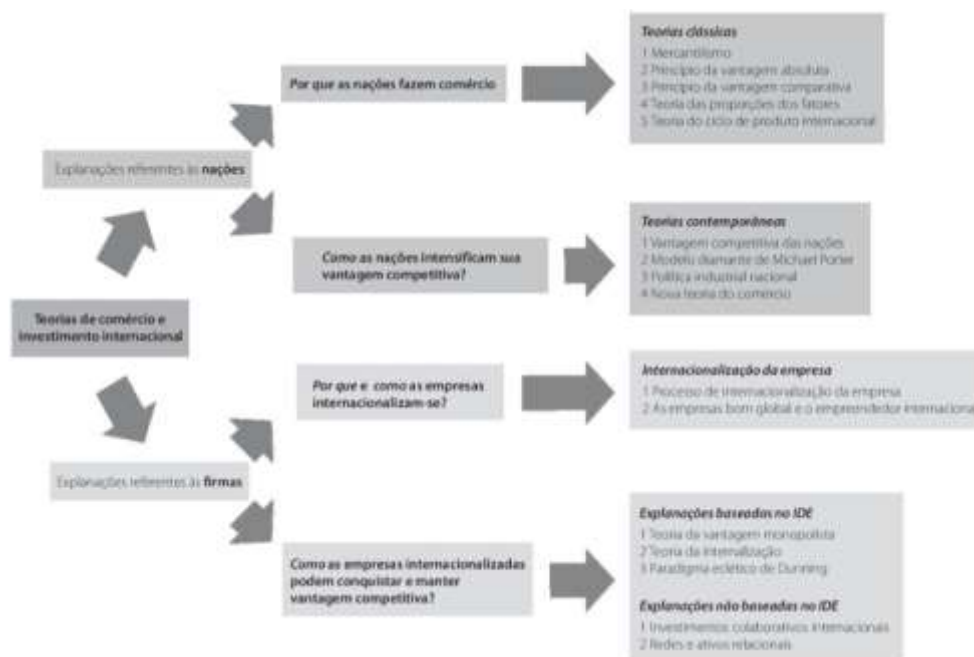 Teorias clássicas
1 Mercantilismo
2 Princípio da vantagem absoluta
3 Princípio da vantagem comparativa
4 Teoria das proporções dos fatores
5 Teoria do ciclo de produto internacional
Por que as nações fazem comércio
Explanações referentes às nações
Teorias contemporâneas
1 Vantagem competitiva das nações
2 Modelo diamante de Michael Porter
3 Política industrial nacional
4 Nova teoria do comércio
Como as nações intensificam sua
vantagem competitiva?
Teorias de comércio e
investimento internacional
Internacionalização da empresa
1 Processo de internacionalização da empresa
2 As empresas born global e o empreendedor internaciona
Por que e como as empresas
internacionalizam-se?
Explanações referentes às firmas
Explanações baseadas no IDE
1 Teoria da vantagem monopolista
2 Teoria da internalização
3 Paradigma eclético de Dunning
Como as empresas internacionalizadas
podem conquistar e manter
vantagem competitiva?
Explanações não baseadas no IDE
1 Investimentos colaborativos internacionais
2 Redes e ativos relacionais